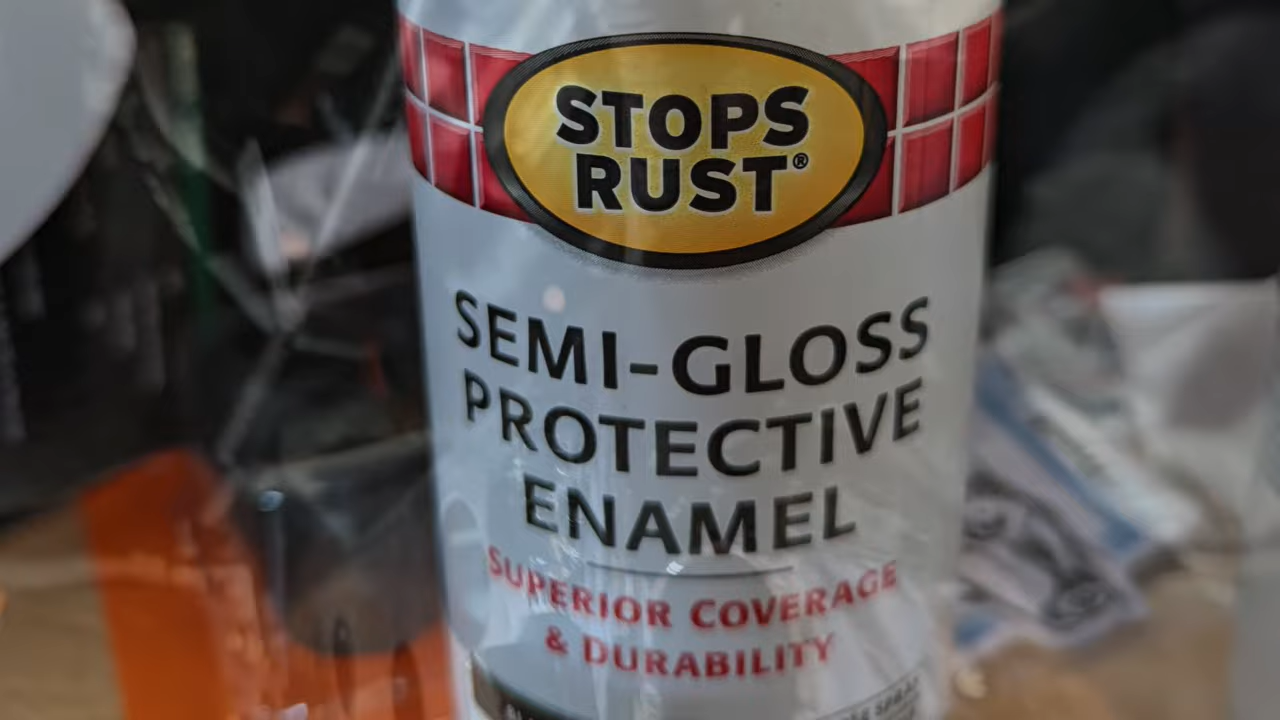 STOPS
RUST®
SEMI-GLOSS
PROTECTIVE
ENAMEL
SUPERIOR COVERAGE
& DURABILITY